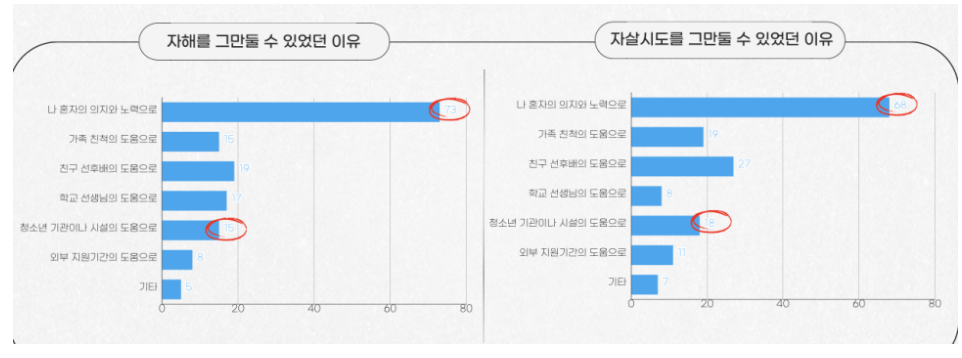 자해를 그만둘 수 있었던 이유
나 혼자의 의지와 노력으로 73
가족 친척의 도움으로 15
친구 선후배의 도움으로 19
학교 선생님의 도움으로 17
청소년 기관이나 시설의 도움으로 15
외부 지원기간의 도움으로 8
기타 5
0 20 40 60 80
자살시도를 그만둘 수 있었던 이유
나 혼자의 의지와 노력으로 68
가족 친척의 도움으로 19
친구 선후배의 도움으로 27
학교 선생님의 도움으로 8
청소년 기관이나 시설의 도움으로 18
외부 지원기간의 도움으로 11
기타 7
0 20 40 60 80